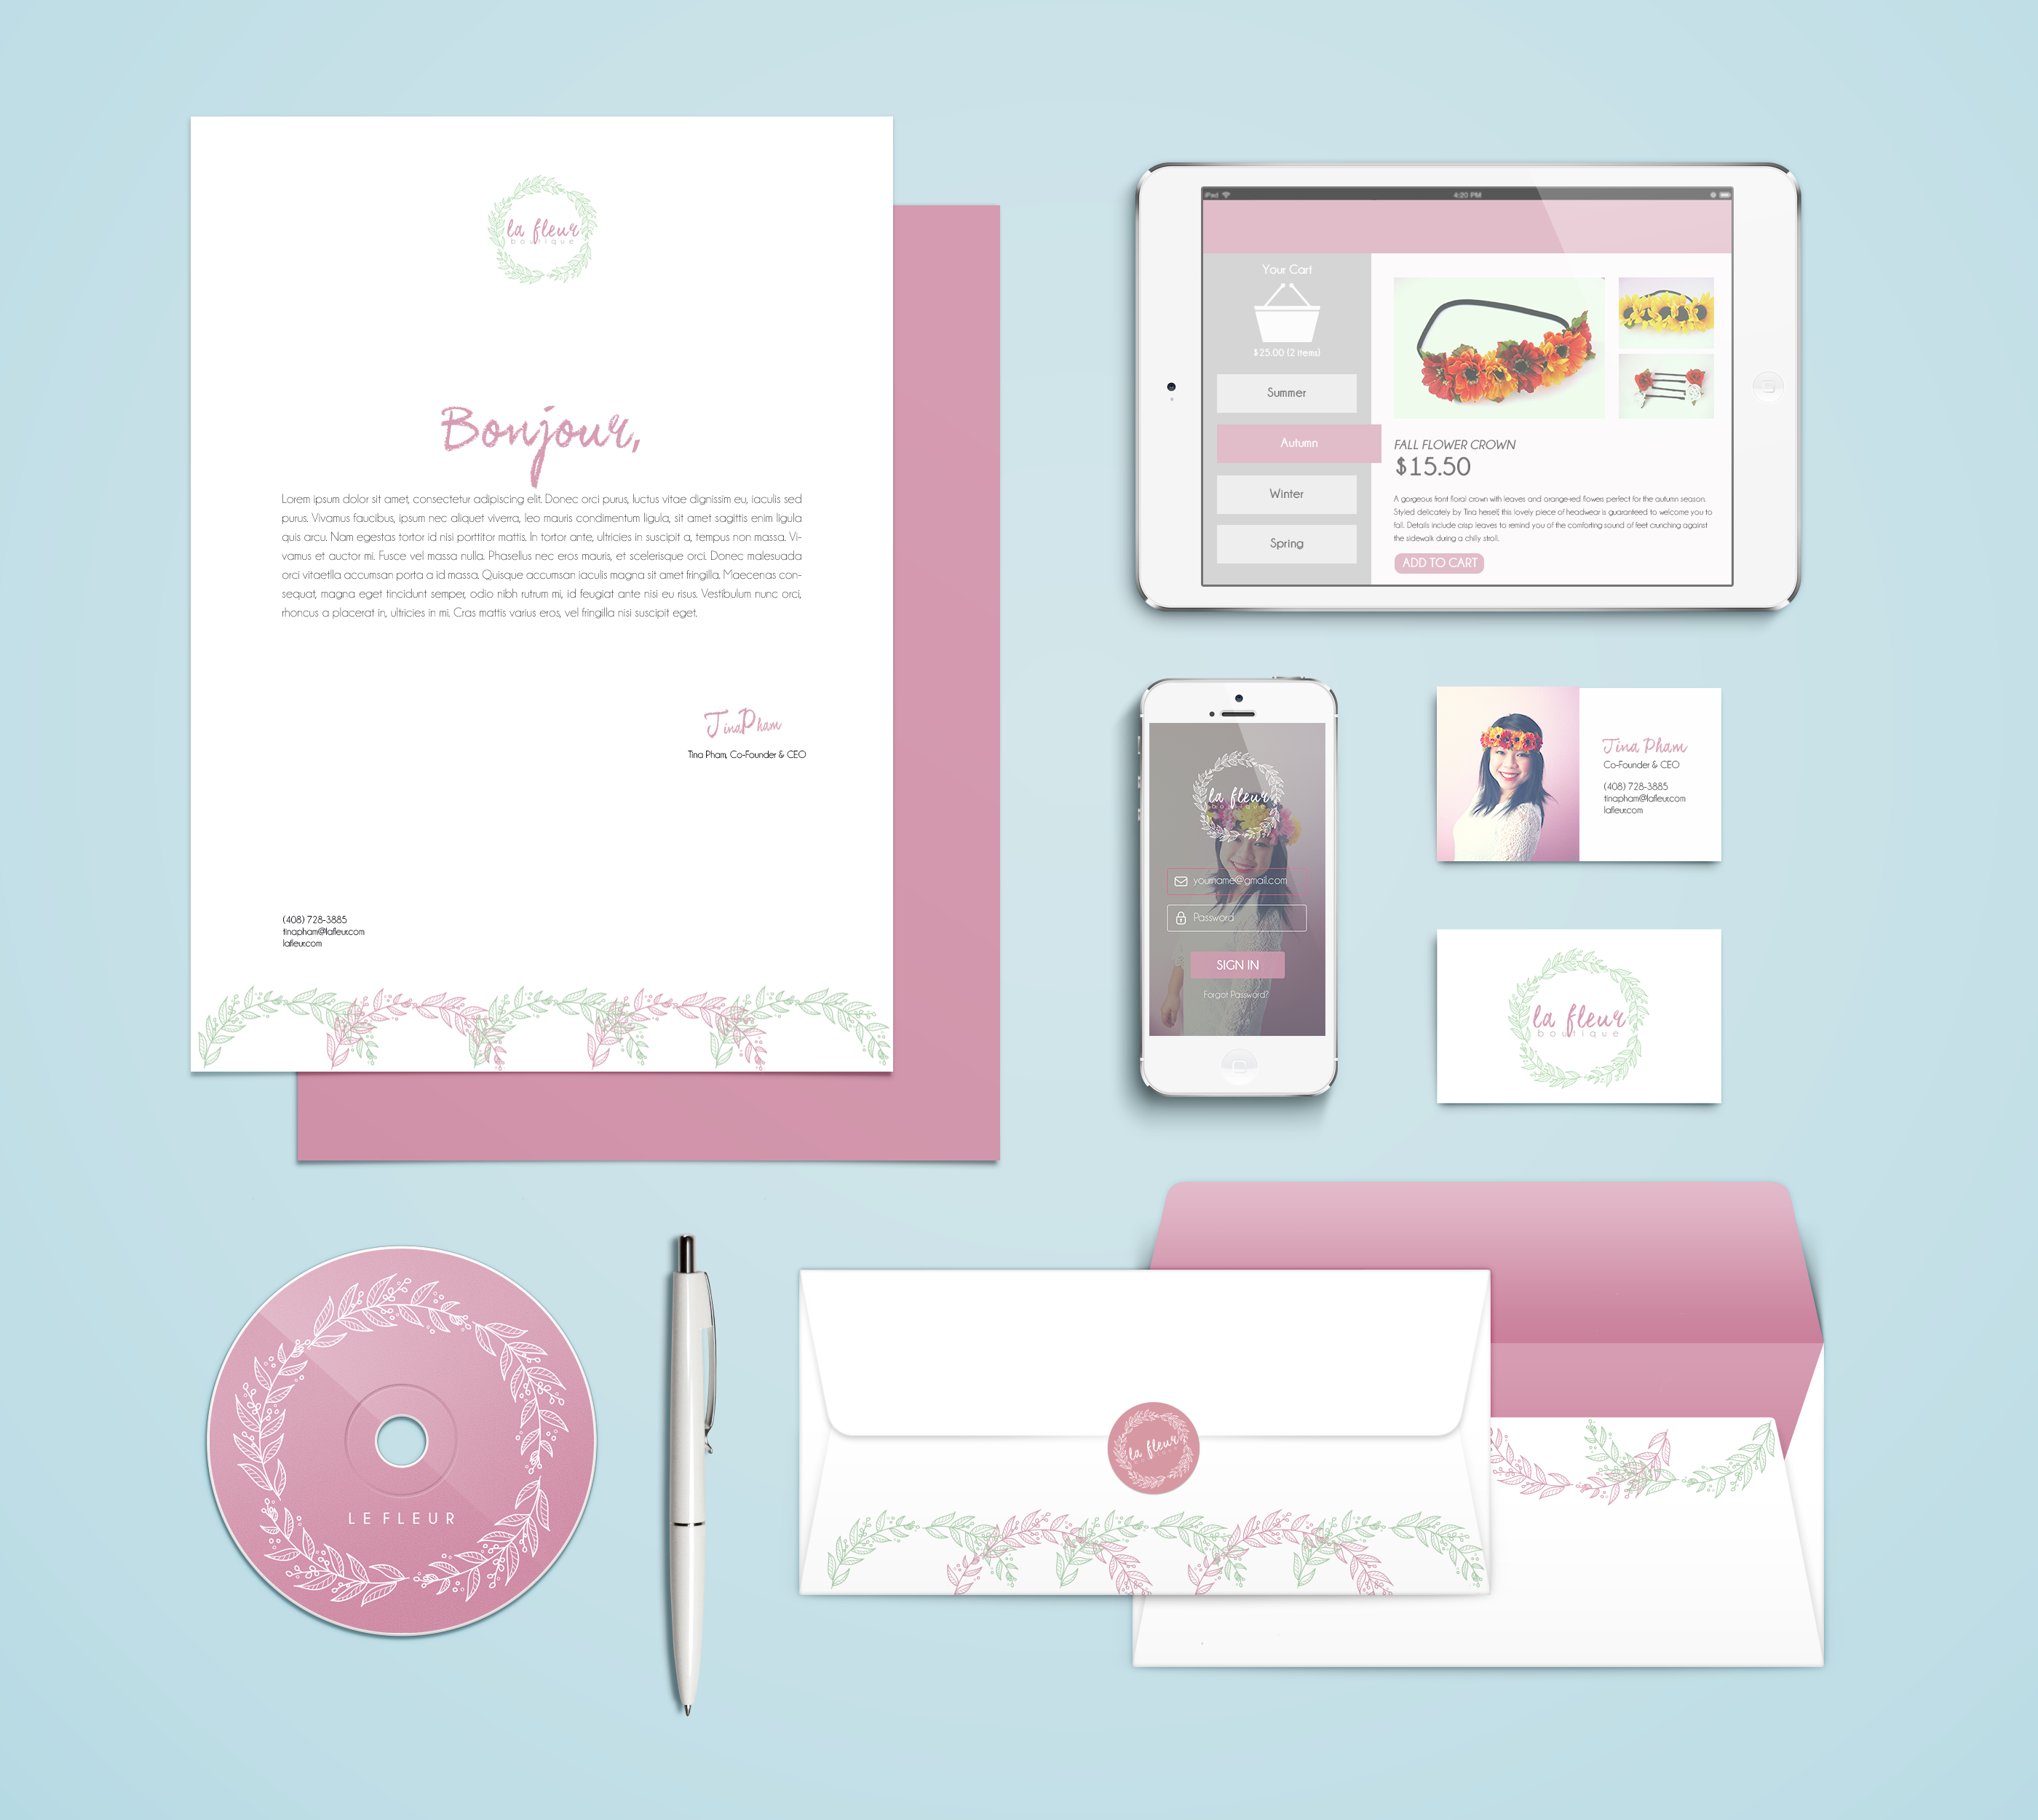 la fleur
boutique
Bonjour,
Lorem ipsum dolor sit amet, consectetur adipiscing elit. Donec orci purus, luctus vitae dignissim eu, iaculis sed
purus. Vivamus faucibus, ipsum nec aliquet viverra, leo mauris condimentum ligula, sit amet sagittis enim ligula
quis arcu. Nam egestas tortor id nisi porttitor mattis. In tortor ante, ultricies in suscipit a, tempus non massa. Vi-
vamus et auctor mi. Fusce vel massa nulla. Phasellus nec eros mauris, et scelerisque orci. Donec malesuada
orci vitaetlla accumsan porta a id massa. Quisque accumsan iaculis magna sit amet fringilla. Maecenas con-
sequat, magna eget tincidunt semper, odio nibh rutrum mi, id feugiat ante nisi eu risus. Vestibulum nunc orci,
rhoncus a placerat in, ultricies in mi. Cras mattis varius eros, vel fringilla nisi suscipit eget.
Tina Pham
Tina Pham, Co-Founder & CEO
(408) 728-3885
tinapham@lafleur.com
lafleur.com
iPad
4:20 PM
Your Cart
$25.00 (2 Items)
Summer
Autumn
Winter
Spring
FALL FLOWER CROWN
$15.50
A gorgeous front floral crown with leaves and orange-red flowers perfect for the autumn season.
Styled delicately by Tina herself, this lovely piece of headwear is guaranteed to welcome you to
fall. Details include crisp leaves to remind you of the comforting sound of feet crunching against
the sidewalk during a chilly stroll.
ADD TO CART
la fleur
boutique
yourname@gmail.com
Password
SIGN IN
Forgot Password?
Tina Pham
Co-Founder & CEO
(408) 728-3885
tinapham@lafleur.com
lafleur.com
la fleur
boutique
LE FLEUR
la fleur